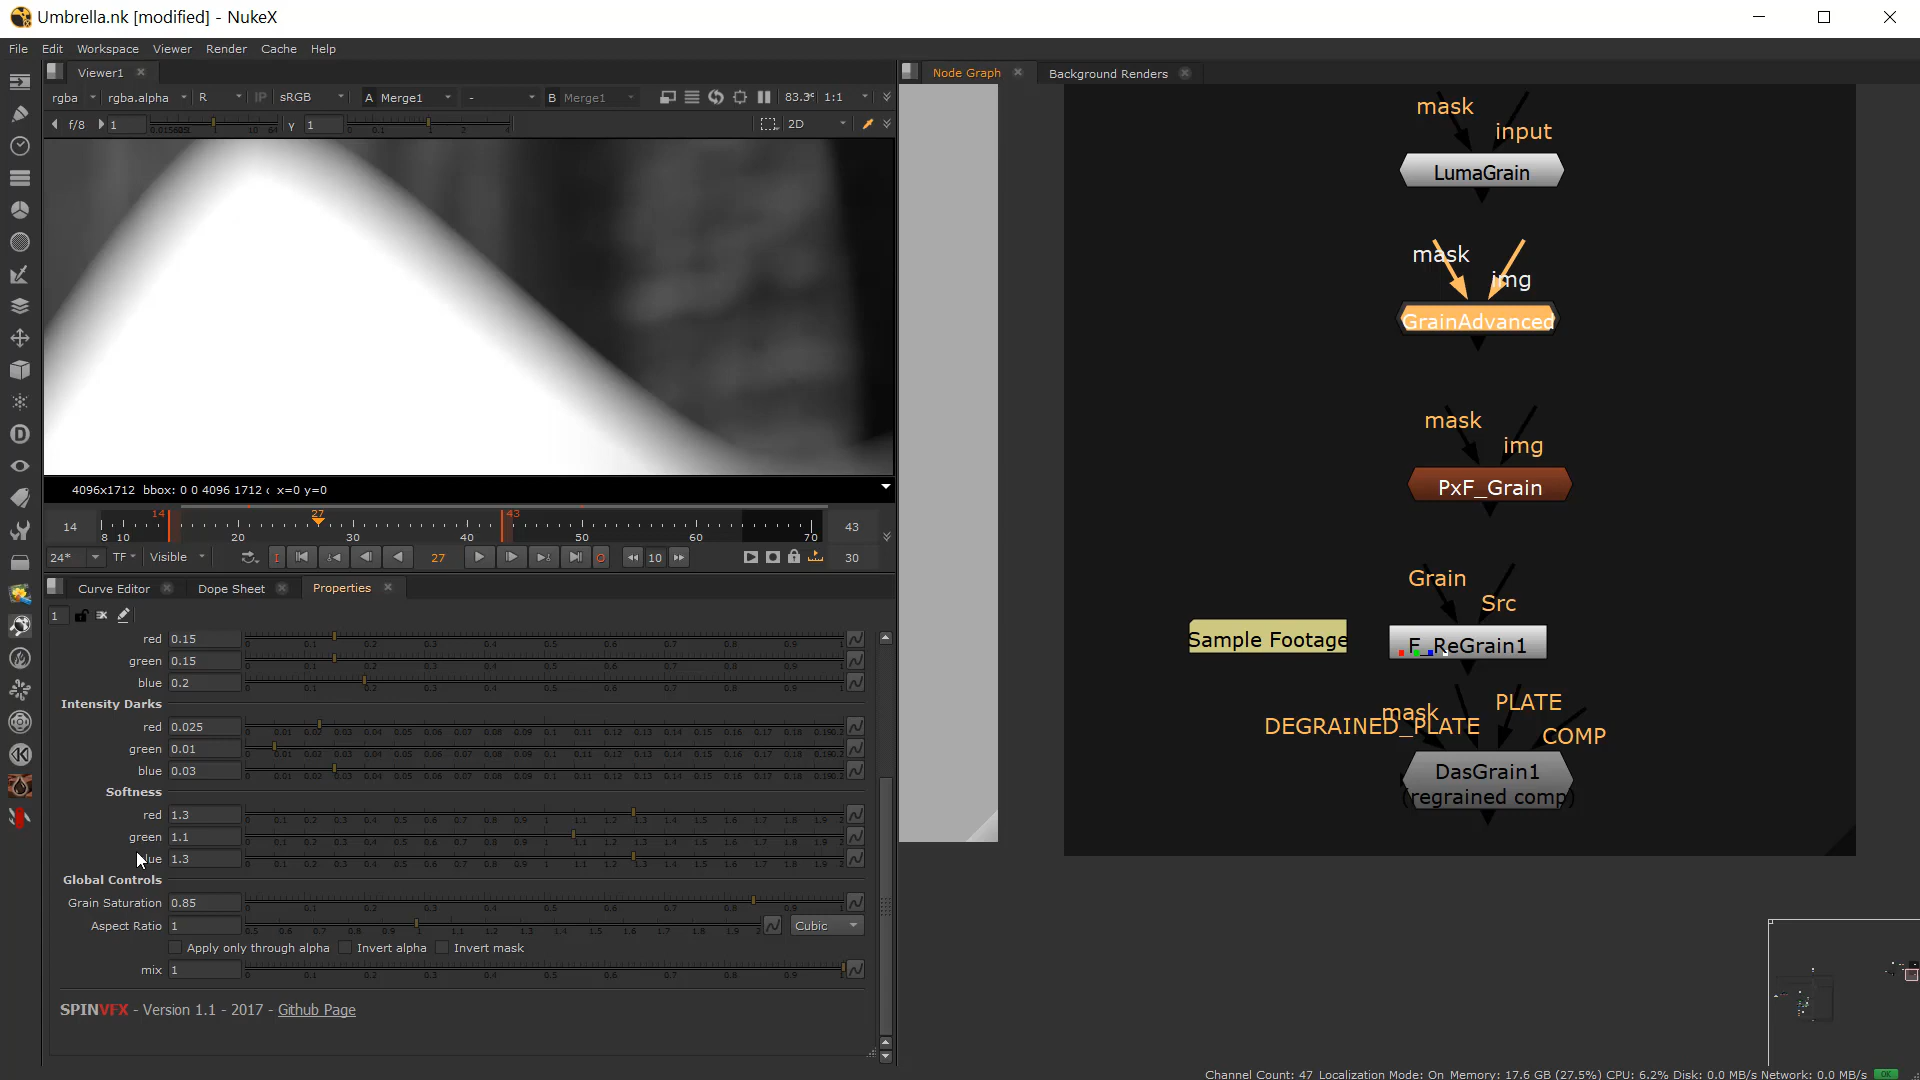 Umbrella.nk [modified] - NukeX
File Edit Workspace Viewer Render Cache Help
Viewer1
rgba rgba.alpha R IP sRGB A Merge1 - B Merge1 83.3% 1:1
f/8 1 γ 1 2D
4096x1712 bbox: 0 0 4096 1712 c x=0 y=0
14 14 27 43 43
8 10 20 30 40 50 60 70
24* TF Visible 27 10 30
Curve Editor Dope Sheet Properties
1
red 0.15
green 0.15
blue 0.2
Intensity Darks
red 0.025
green 0.01
blue 0.03
Softness
red 1.3
green 1.1
blue 1.3
Global Controls
Grain Saturation 0.85
Aspect Ratio 1 Cubic
Apply only through alpha Invert alpha Invert mask
mix 1
SPINVFX - Version 1.1 - 2017 - Github Page
Node Graph Background Renders
mask
input
LumaGrain
mask
img
GrainAdvanced
mask
img
PxF_Grain
Grain
Src
Sample Footage
F_ReGrain1
mask
PLATE
DEGRAINED_PLATE
COMP
DasGrain1
(regrained comp)
Channel Count: 47 Localization Mode: On Memory: 17.6 GB (27.5%) CPU: 6.2% Disk: 0.0 MB/s Network: 0.0 MB/s OK